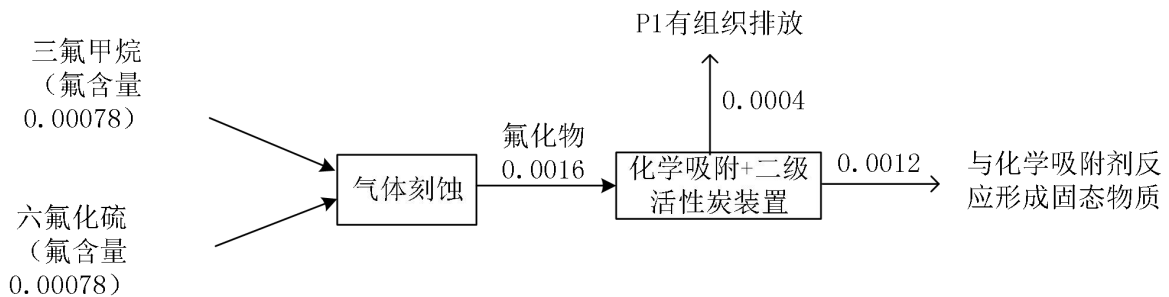 P1有组织排放
三氟甲烷
（氟含量
0.00078）
0.0004
氟化物
0.0016
气体刻蚀
化学吸附+二级
活性炭装置
0.0012
与化学吸附剂反
应形成固态物质
六氟化硫
（氟含量
0.00078）